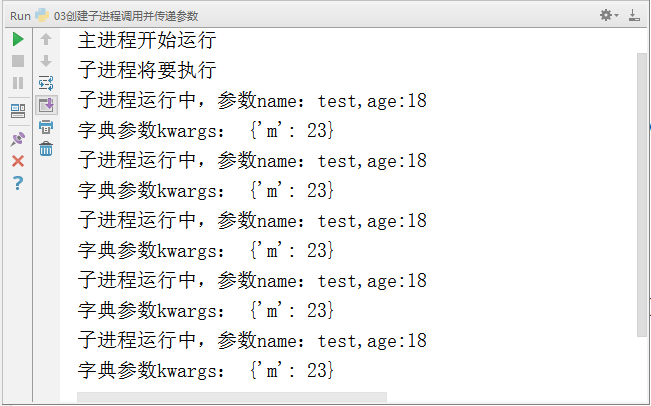 Run 03创建子进程调用并传递参数
主进程开始运行
子进程将要执行
子进程运行中，参数name：test,age:18
字典参数kwargs： {'m': 23}
子进程运行中，参数name：test,age:18
字典参数kwargs： {'m': 23}
子进程运行中，参数name：test,age:18
字典参数kwargs： {'m': 23}
子进程运行中，参数name：test,age:18
字典参数kwargs： {'m': 23}
子进程运行中，参数name：test,age:18
字典参数kwargs： {'m': 23}